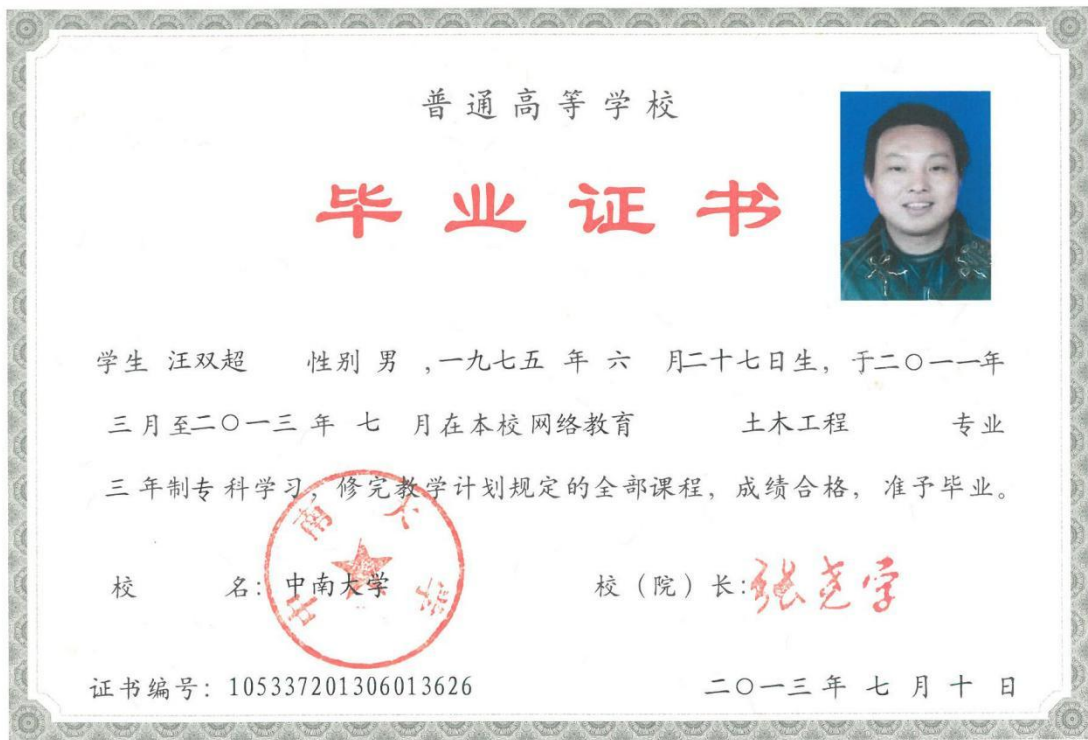 普通高等学校
毕业证书
学生 汪双超 性别 男 ,一九七五 年 六 月二十七日生，于二〇一一年
三月至二〇一三 年 七 月在本校网络教育 土木工程 专业
三 年制专科学习，修完教学计划规定的全部课程，成绩合格，准予毕业。
校 名：中南大学 校（院）长：张尧学
中南大学
证书编号：105337201306013626 二〇一三年 七 月 十 日